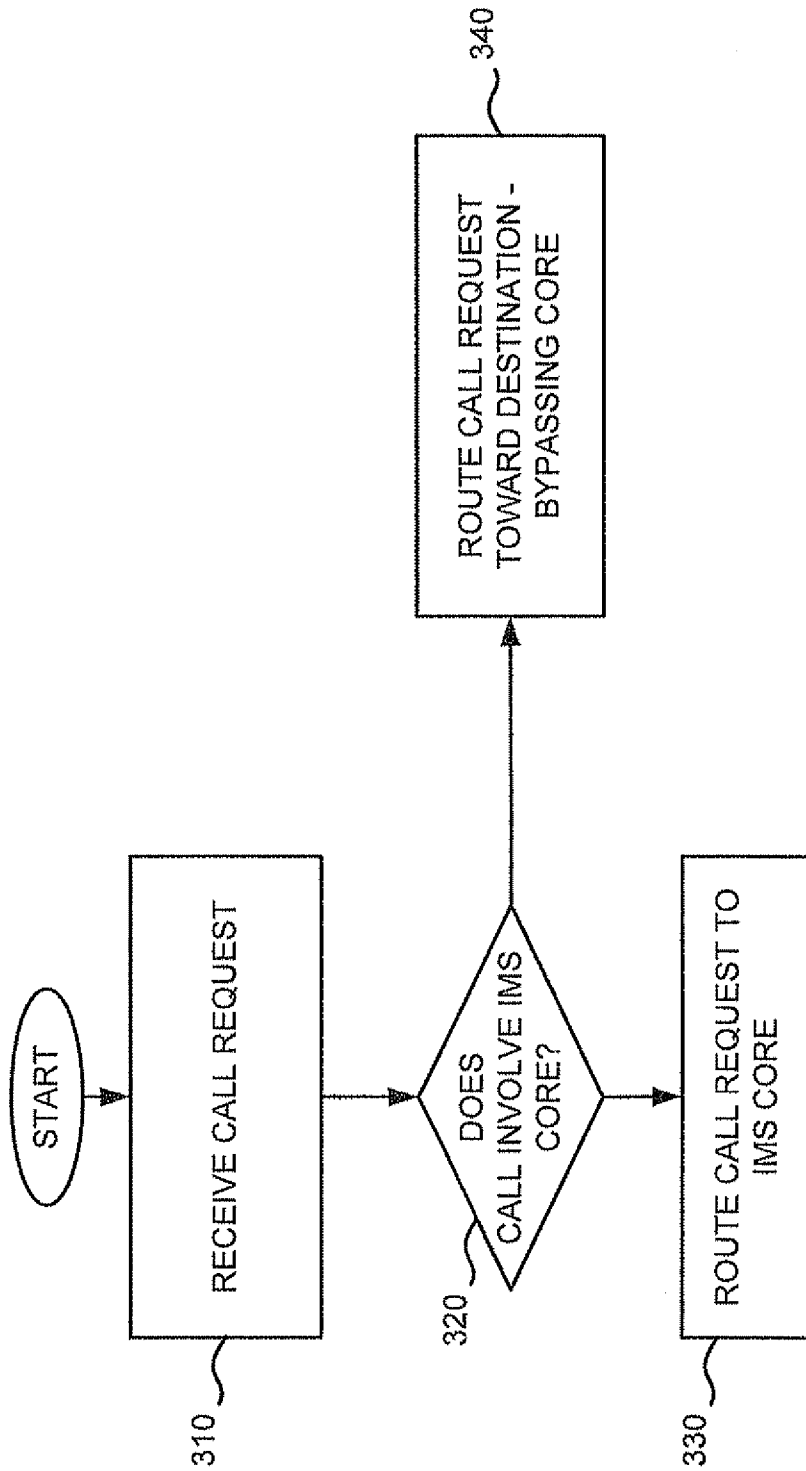 START
RECEIVE CALL REQUEST
310
DOES
CALL INVOLVE IMS
CORE?
320
ROUTE CALL REQUEST TO
IMS CORE
330
ROUTE CALL REQUEST
TOWARD DESTINATION -
BYPASSING CORE
340